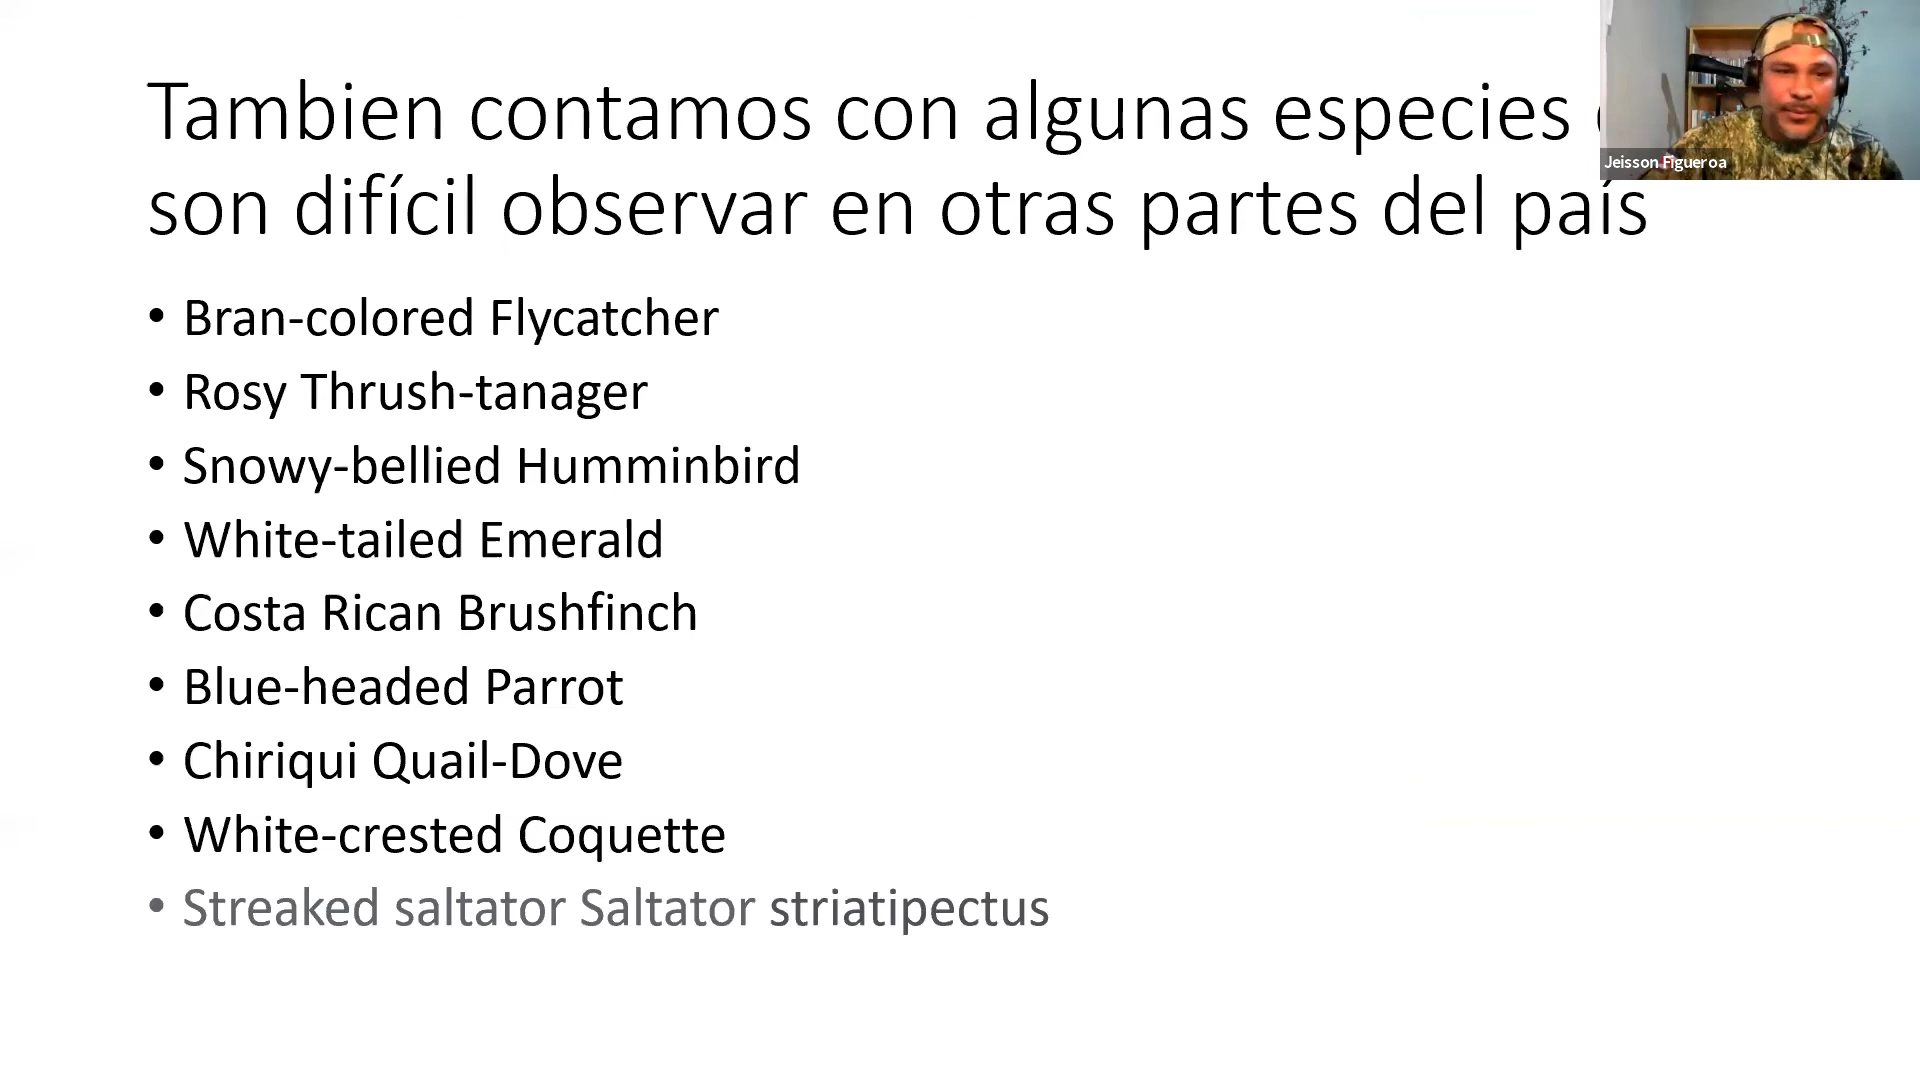 Tambien contamos con algunas especies
son difícil observar en otras partes del país
• Bran-colored Flycatcher
• Rosy Thrush-tanager
• Snowy-bellied Humminbird
• White-tailed Emerald
• Costa Rican Brushfinch
• Blue-headed Parrot
• Chiriqui Quail-Dove
• White-crested Coquette
• Streaked saltator Saltator striatipectus
Jeisson Figueroa